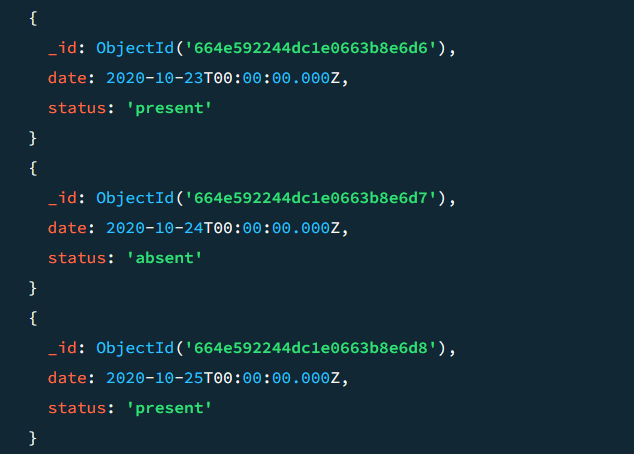 {
_id: ObjectId('664e592244dc1e0663b8e6d6'),
date: 2020-10-23T00:00:00.000Z,
status: 'present'
}
{
_id: ObjectId('664e592244dc1e0663b8e6d7'),
date: 2020-10-24T00:00:00.000Z,
status: 'absent'
}
{
_id: ObjectId('664e592244dc1e0663b8e6d8'),
date: 2020-10-25T00:00:00.000Z,
status: 'present'
}